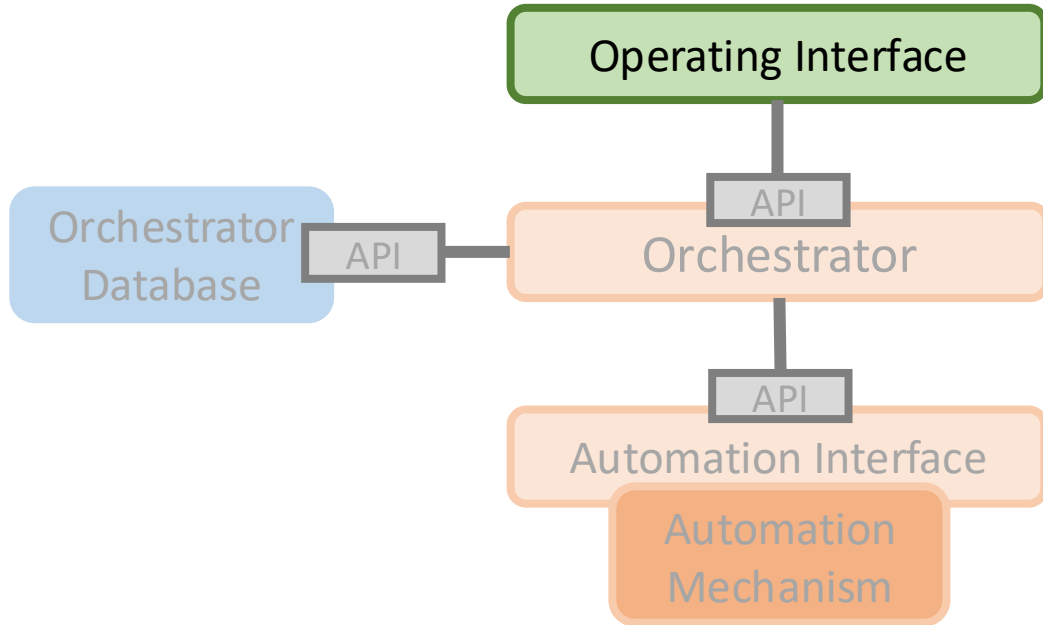 Operating Interface
API
Orchestrator
Orchestrator
Database
API
API
Automation Interface
Automation
Mechanism